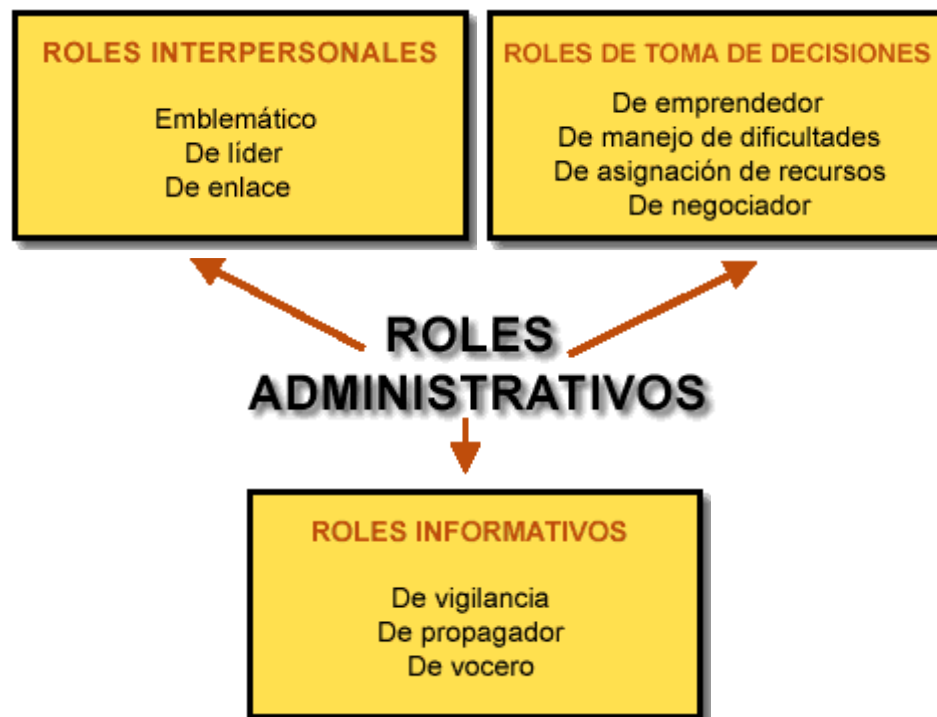 ROLES INTERPERSONALES
Emblemático
De líder
De enlace
ROLES DE TOMA DE DECISIONES
De emprendedor
De manejo de dificultades
De asignación de recursos
De negociador
ROLES
ADMINISTRATIVOS
ROLES INFORMATIVOS
De vigilancia
De propagador
De vocero